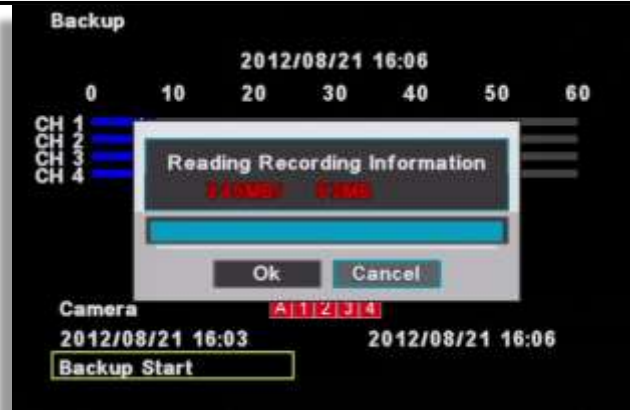 Backup
2012/08/21 16:06
0 10 20 30 40 50 60
CH 1
CH 2
CH 3
CH 4
Reading Recording Information
Ok Cancel
Camera A 1 2 3 4
2012/08/21 16:03 2012/08/21 16:06
Backup Start